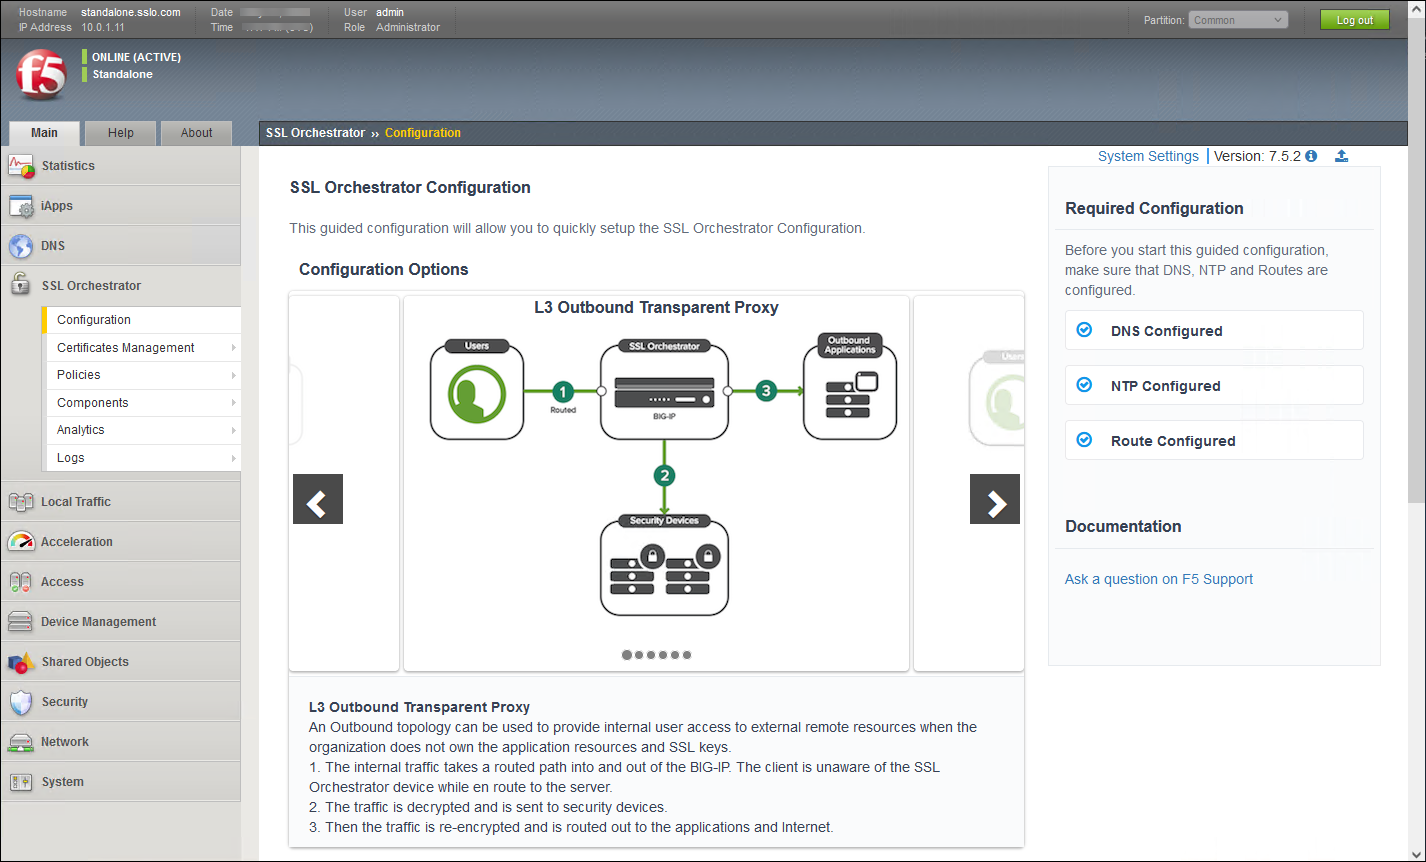 Hostname standalone.sslo.com
IP Address 10.0.1.11
Date
Time
User admin
Role Administrator
Partition: Common
Log out
f5
ONLINE (ACTIVE)
Standalone
Main Help About
SSL Orchestrator ›› Configuration
Statistics
iApps
DNS
SSL Orchestrator
Configuration
Certificates Management
Policies
Components
Analytics
Logs
Local Traffic
Acceleration
Access
Device Management
Shared Objects
Security
Network
System
System Settings Version: 7.5.2
SSL Orchestrator Configuration
This guided configuration will allow you to quickly setup the SSL Orchestrator Configuration.
Configuration Options
L3 Outbound Transparent Proxy
Users
SSL Orchestrator
Outbound
Applications
1
3
Routed
BIG-IP
2
Security Devices
Users
L3 Outbound Transparent Proxy
An Outbound topology can be used to provide internal user access to external remote resources when the
organization does not own the application resources and SSL keys.
1. The internal traffic takes a routed path into and out of the BIG-IP. The client is unaware of the SSL
Orchestrator device while en route to the server.
2. The traffic is decrypted and is sent to security devices.
3. Then the traffic is re-encrypted and is routed out to the applications and Internet.
Required Configuration
Before you start this guided configuration,
make sure that DNS, NTP and Routes are
configured.
DNS Configured
NTP Configured
Route Configured
Documentation
Ask a question on F5 Support